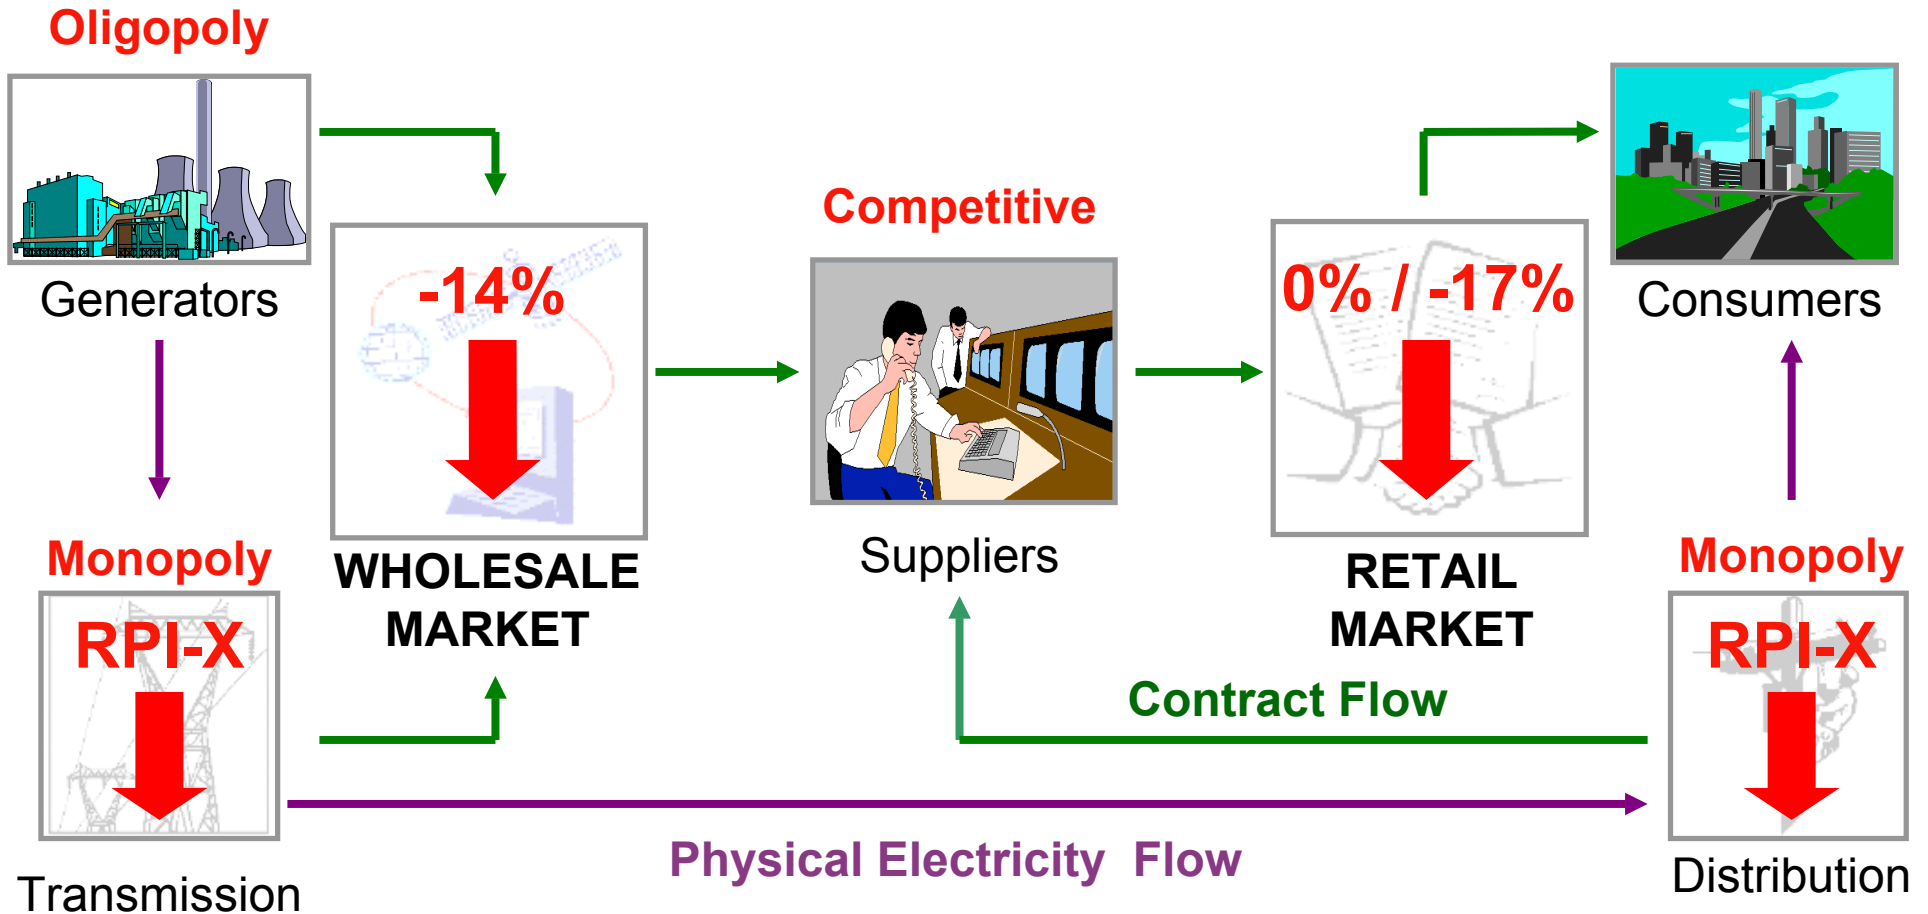 Oligopoly
Generators
-14%
WHOLESALE
MARKET
Competitive
Suppliers
0% / -17%
RETAIL
MARKET
Consumers
Monopoly
RPI-X
Transmission
Contract Flow
Physical Electricity Flow
Monopoly
RPI-X
Distribution